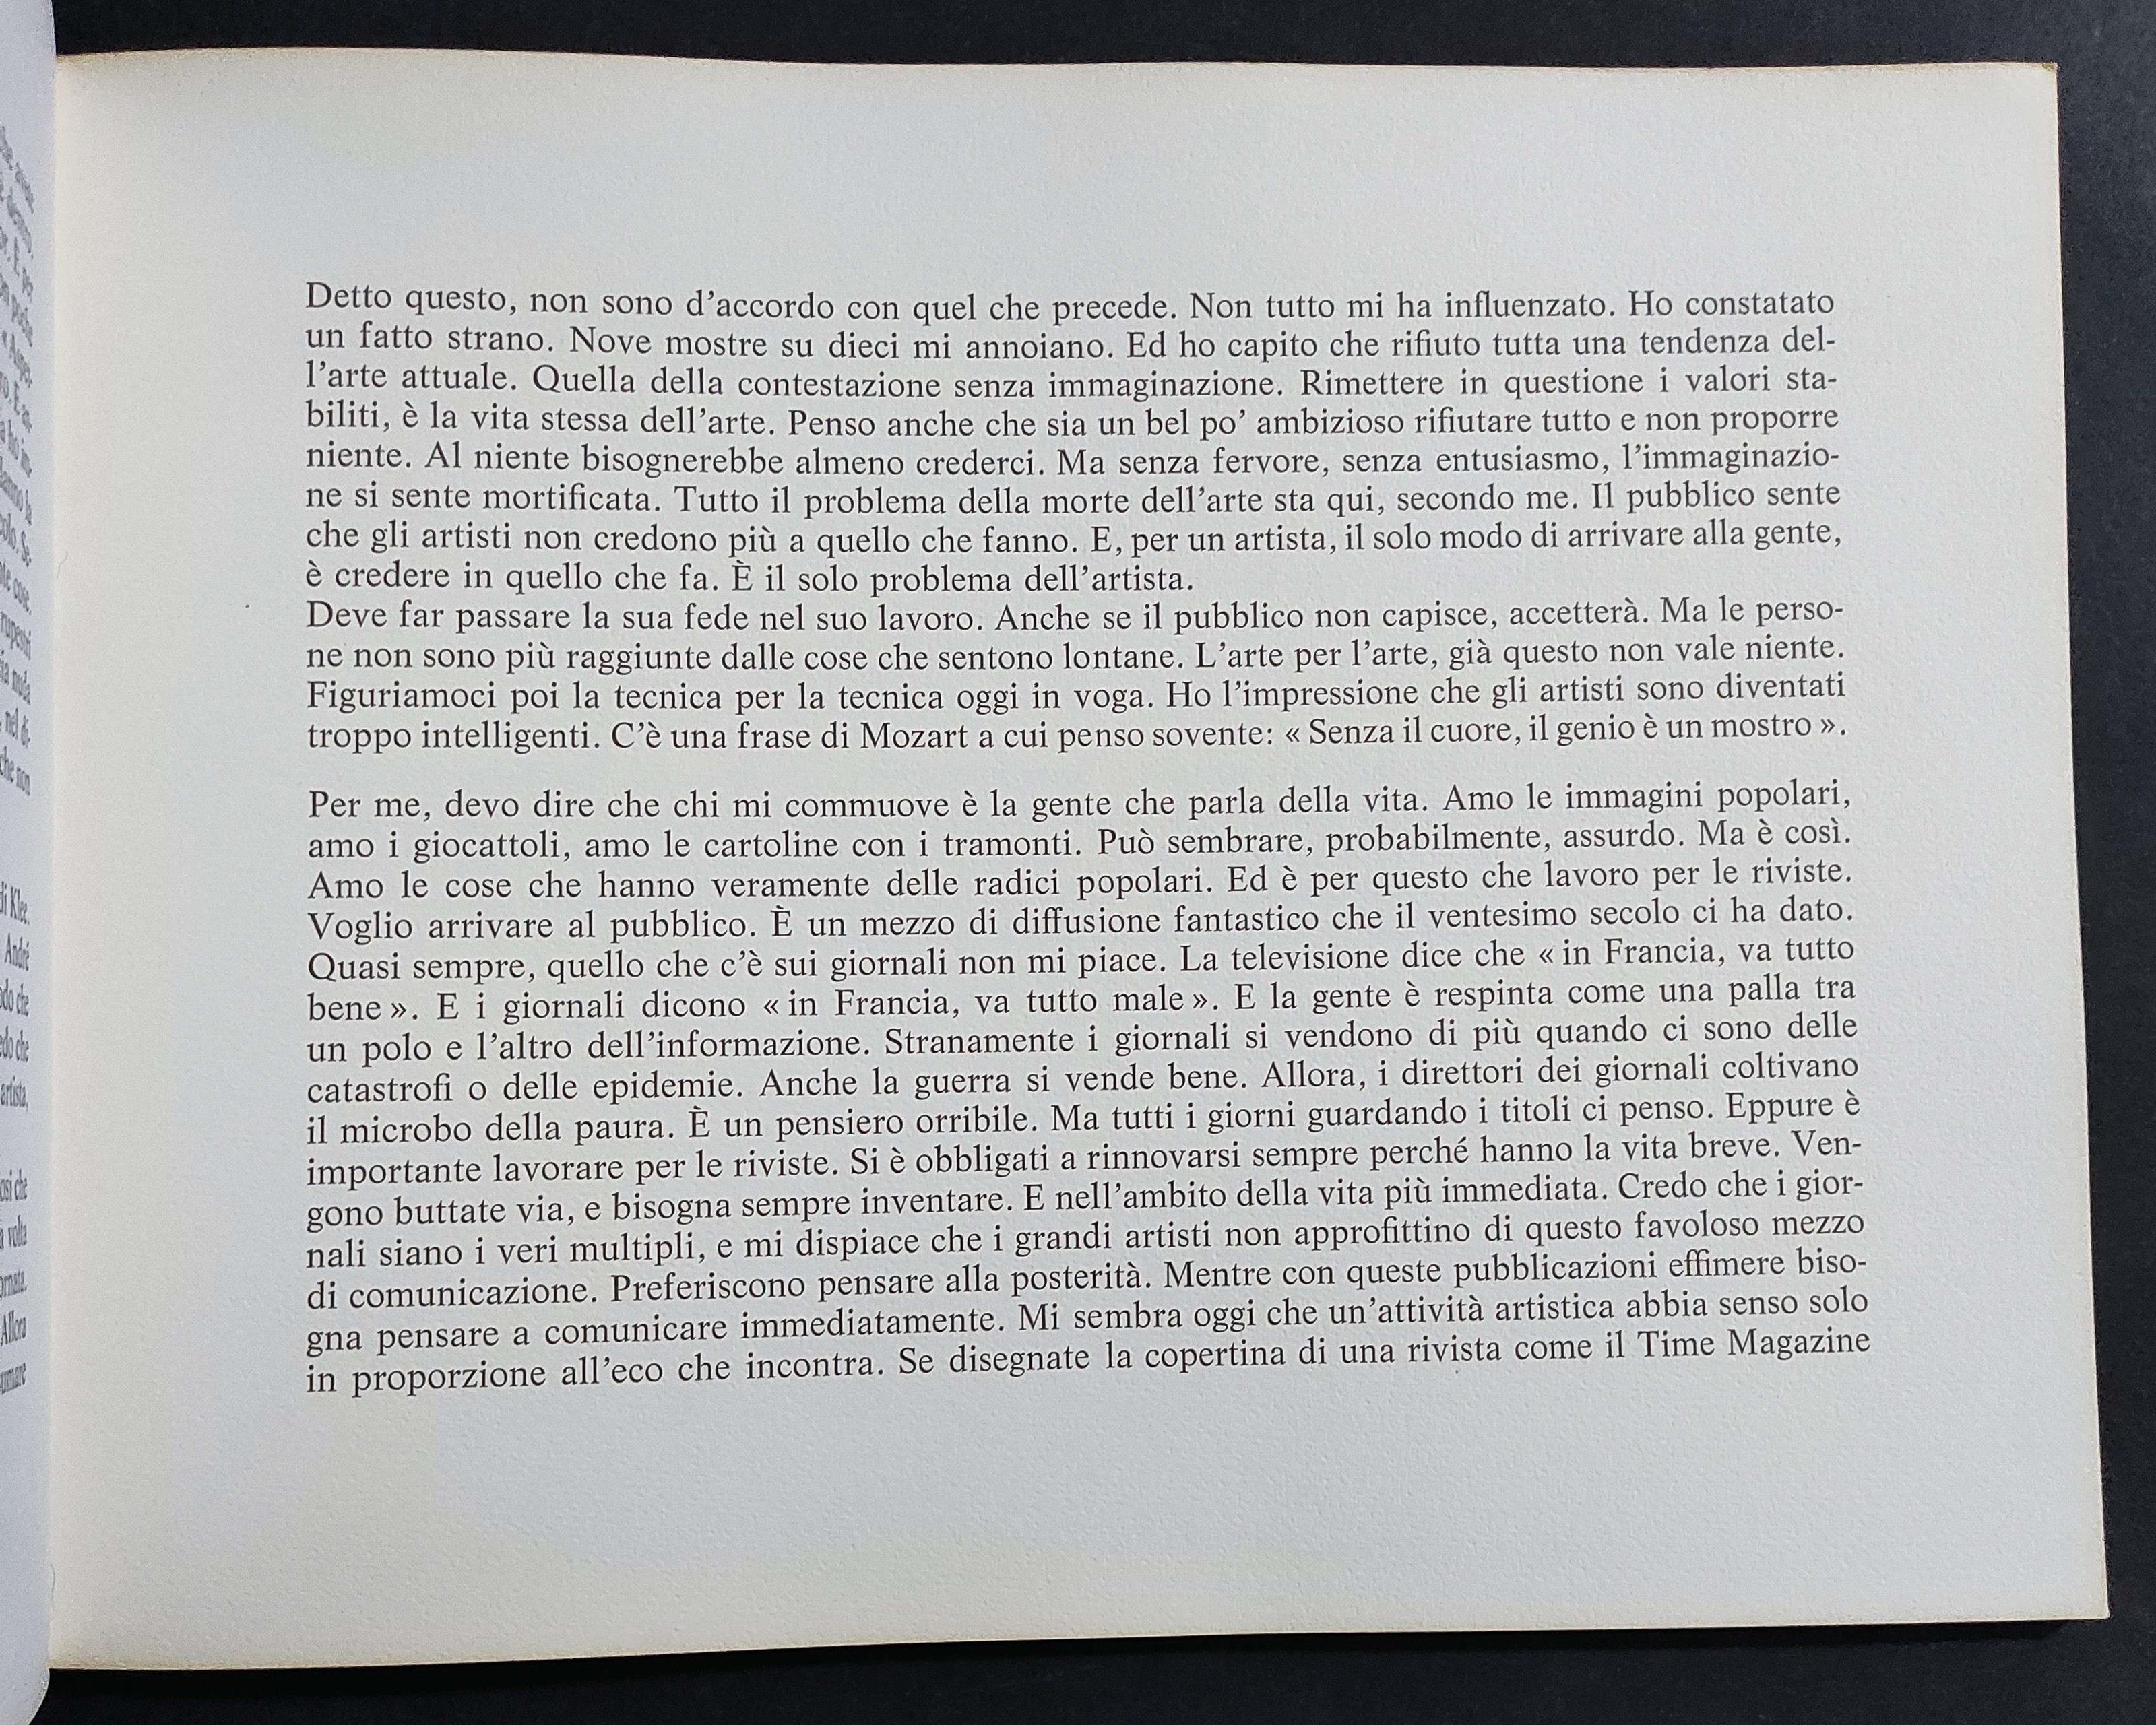 Detto questo, non sono d'accordo con quel che precede. Non tutto mi ha influenzato. Ho constatato
un fatto strano. Nove mostre su dieci mi annoiano. Ed ho capito che rifiuto tutta una tendenza del-
l'arte attuale. Quella della contestazione senza immaginazione. Rimettere in questione i valori sta-
biliti, è la vita stessa dell'arte. Penso anche che sia un bel po' ambizioso rifiutare tutto e non proporre
niente. Al niente bisognerebbe almeno crederci. Ma senza fervore, senza entusiasmo, l'immaginazio-
ne si sente mortificata. Tutto il problema della morte dell'arte sta qui, secondo me. Il pubblico sente
che gli artisti non credono più a quello che fanno. E, per un artista, il solo modo di arrivare alla gente,
è credere in quello che fa. È il solo problema dell'artista.
Deve far passare la sua fede nel suo lavoro. Anche se il pubblico non capisce, accetterà. Ma le perso-
ne non sono più raggiunte dalle cose che sentono lontane. L'arte per l'arte, già questo non vale niente.
Figuriamoci poi la tecnica per la tecnica oggi in voga. Ho l'impressione che gli artisti sono diventati
troppo intelligenti. C'è una frase di Mozart a cui penso sovente: « Senza il cuore, il genio è un mostro ».
Per me, devo dire che chi mi commuove è la gente che parla della vita. Amo le immagini popolari,
amo i giocattoli, amo le cartoline con i tramonti. Può sembrare, probabilmente, assurdo. Ma è così.
Amo le cose che hanno veramente delle radici popolari. Ed è per questo che lavoro per le riviste.
Voglio arrivare al pubblico. È un mezzo di diffusione fantastico che il ventesimo secolo ci ha dato.
Quasi sempre, quello che c'è sui giornali non mi piace. La televisione dice che « in Francia, va tutto
bene ». E i giornali dicono « in Francia, va tutto male ». E la gente è respinta come una palla tra
un polo e l'altro dell'informazione. Stranamente i giornali si vendono di più quando ci sono delle
catastrofi o delle epidemie. Anche la guerra si vende bene. Allora, i direttori dei giornali coltivano
il microbo della paura. È un pensiero orribile. Ma tutti i giorni guardando i titoli ci penso. Eppure è
importante lavorare per le riviste. Si è obbligati a rinnovarsi sempre perché hanno la vita breve. Ven-
gono buttate via, e bisogna sempre inventare. E nell'ambito della vita più immediata. Credo che i gior-
nali siano i veri multipli, e mi dispiace che i grandi artisti non approfittino di questo favoloso mezzo
di comunicazione. Preferiscono pensare alla posterità. Mentre con queste pubblicazioni effimere biso-
gna pensare a comunicare immediatamente. Mi sembra oggi che un'attività artistica abbia senso solo
in proporzione all'eco che incontra. Se disegnate la copertina di una rivista come il Time Magazine